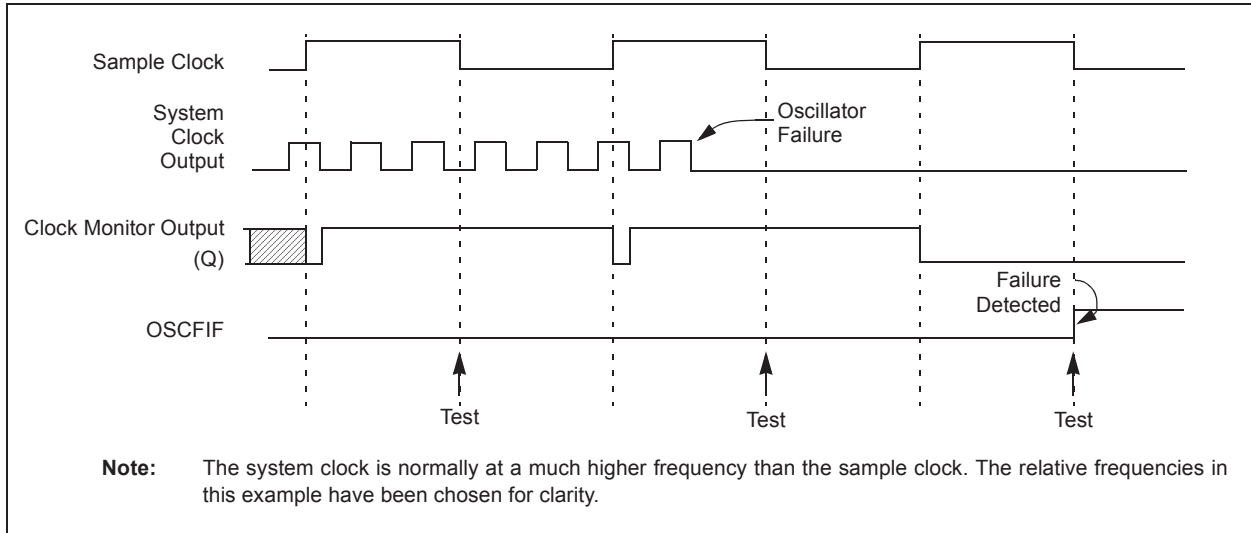 Sample Clock
System
Clock
Output
Oscillator
Failure
Clock Monitor Output
(Q)
Failure
Detected
OSCFIF
Test
Test
Test
Note: The system clock is normally at a much higher frequency than the sample clock. The relative frequencies in
this example have been chosen for clarity.